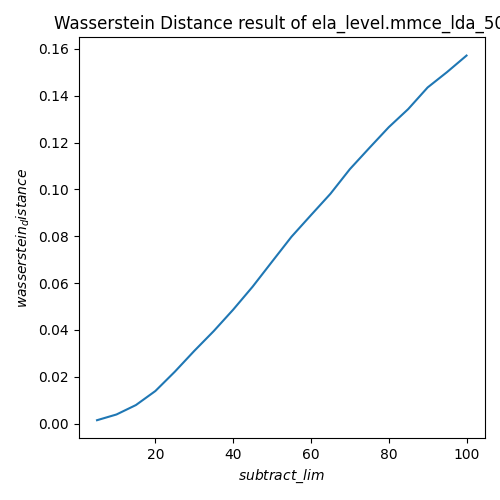 Wasserstein Distance result of ela_level.mmce_lda_50
0.16
0.14
0.12
0.10
0.08
0.06
0.04
0.02
0.00
wasserstein_distance
20 40 60 80 100
subtract_lim